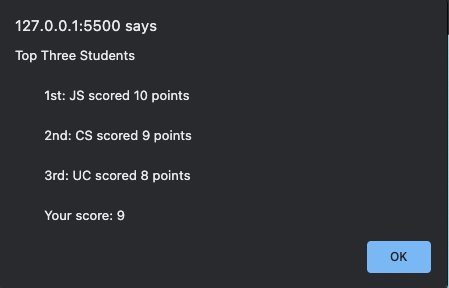 127.0.0.1:5500 says
Top Three Students
1st: JS scored 10 points
2nd: CS scored 9 points
3rd: UC scored 8 points
Your score: 9
OK